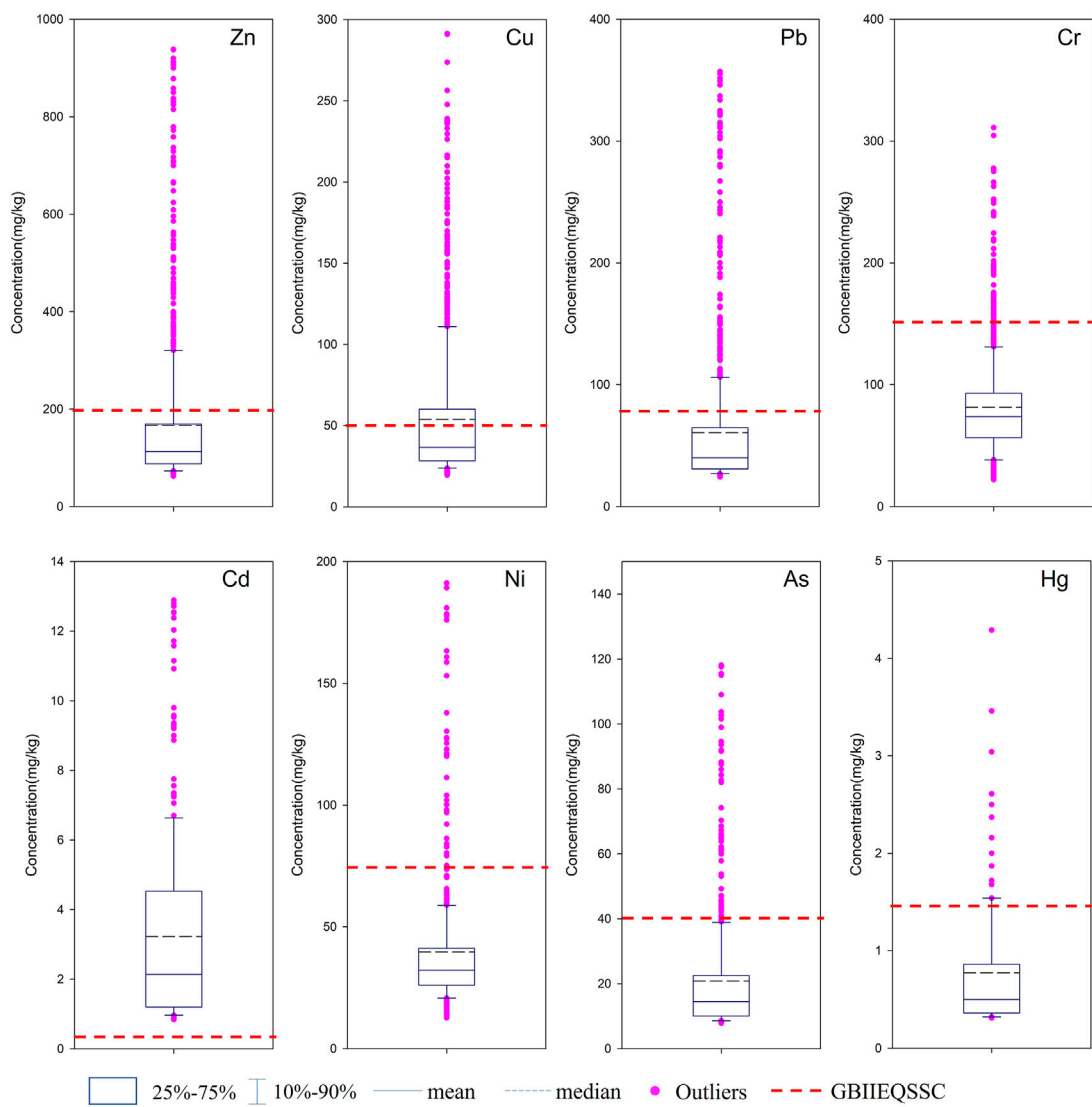 Zn
1000
800
600
400
200
0
Concentration(mg/kg)
Cu
300
250
200
150
100
50
0
Concentration(mg/kg)
Pb
400
300
200
100
0
Concentration(mg/kg)
Cr
400
300
200
100
0
Concentration(mg/kg)
Cd
14
12
10
8
6
4
2
0
Concentration(mg/kg)
Ni
200
150
100
50
0
Concentration(mg/kg)
As
140
120
100
80
60
40
20
0
Concentration(mg/kg)
Hg
5
4
3
2
1
0
Concentration(mg/kg)
25%-75% 10%-90% mean median Outliers GBIIEQSSC